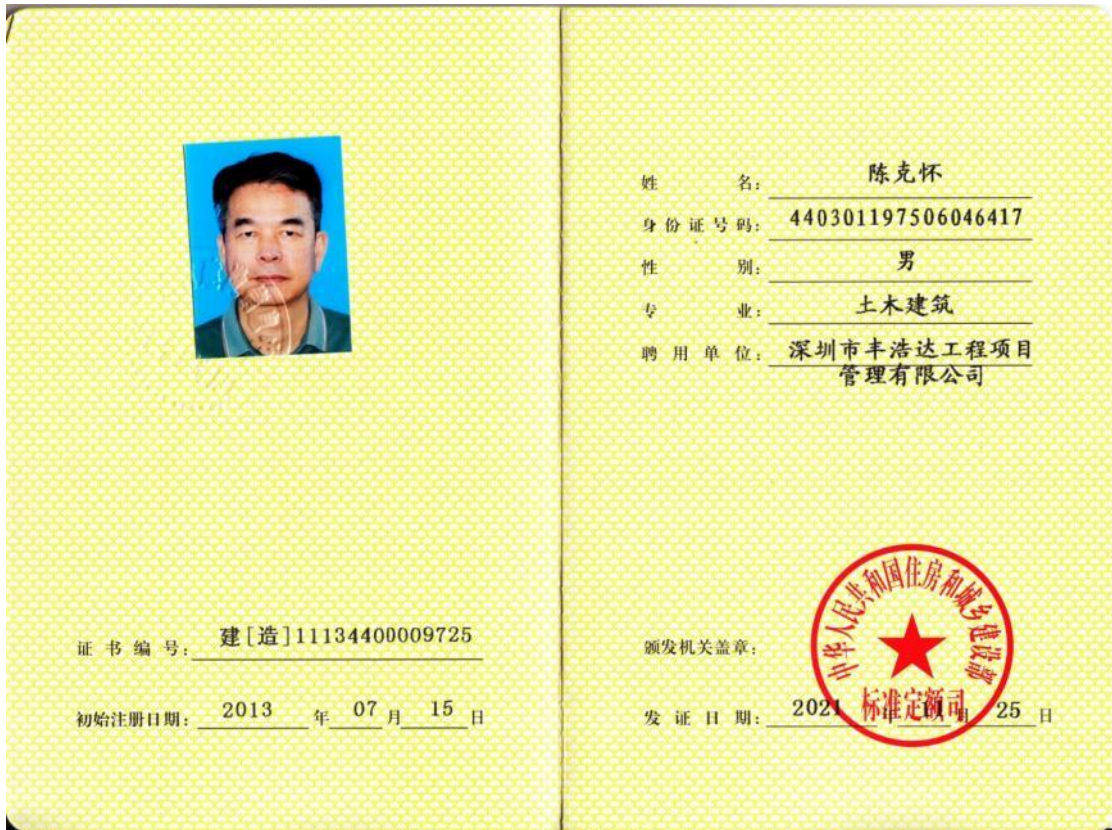 证书编号: 建[造]11134400009725
初始注册日期: 2013 年 07 月 15 日
姓名: 陈克怀
身份证号码: 440301197506046417
性别: 男
专业: 土木建筑
聘用单位: 深圳市丰浩达工程项目
管理有限公司
颁发机关盖章:
中华人民共和国住房和城乡建设部
标准定额司
发证日期: 2021 年 11 月 25 日